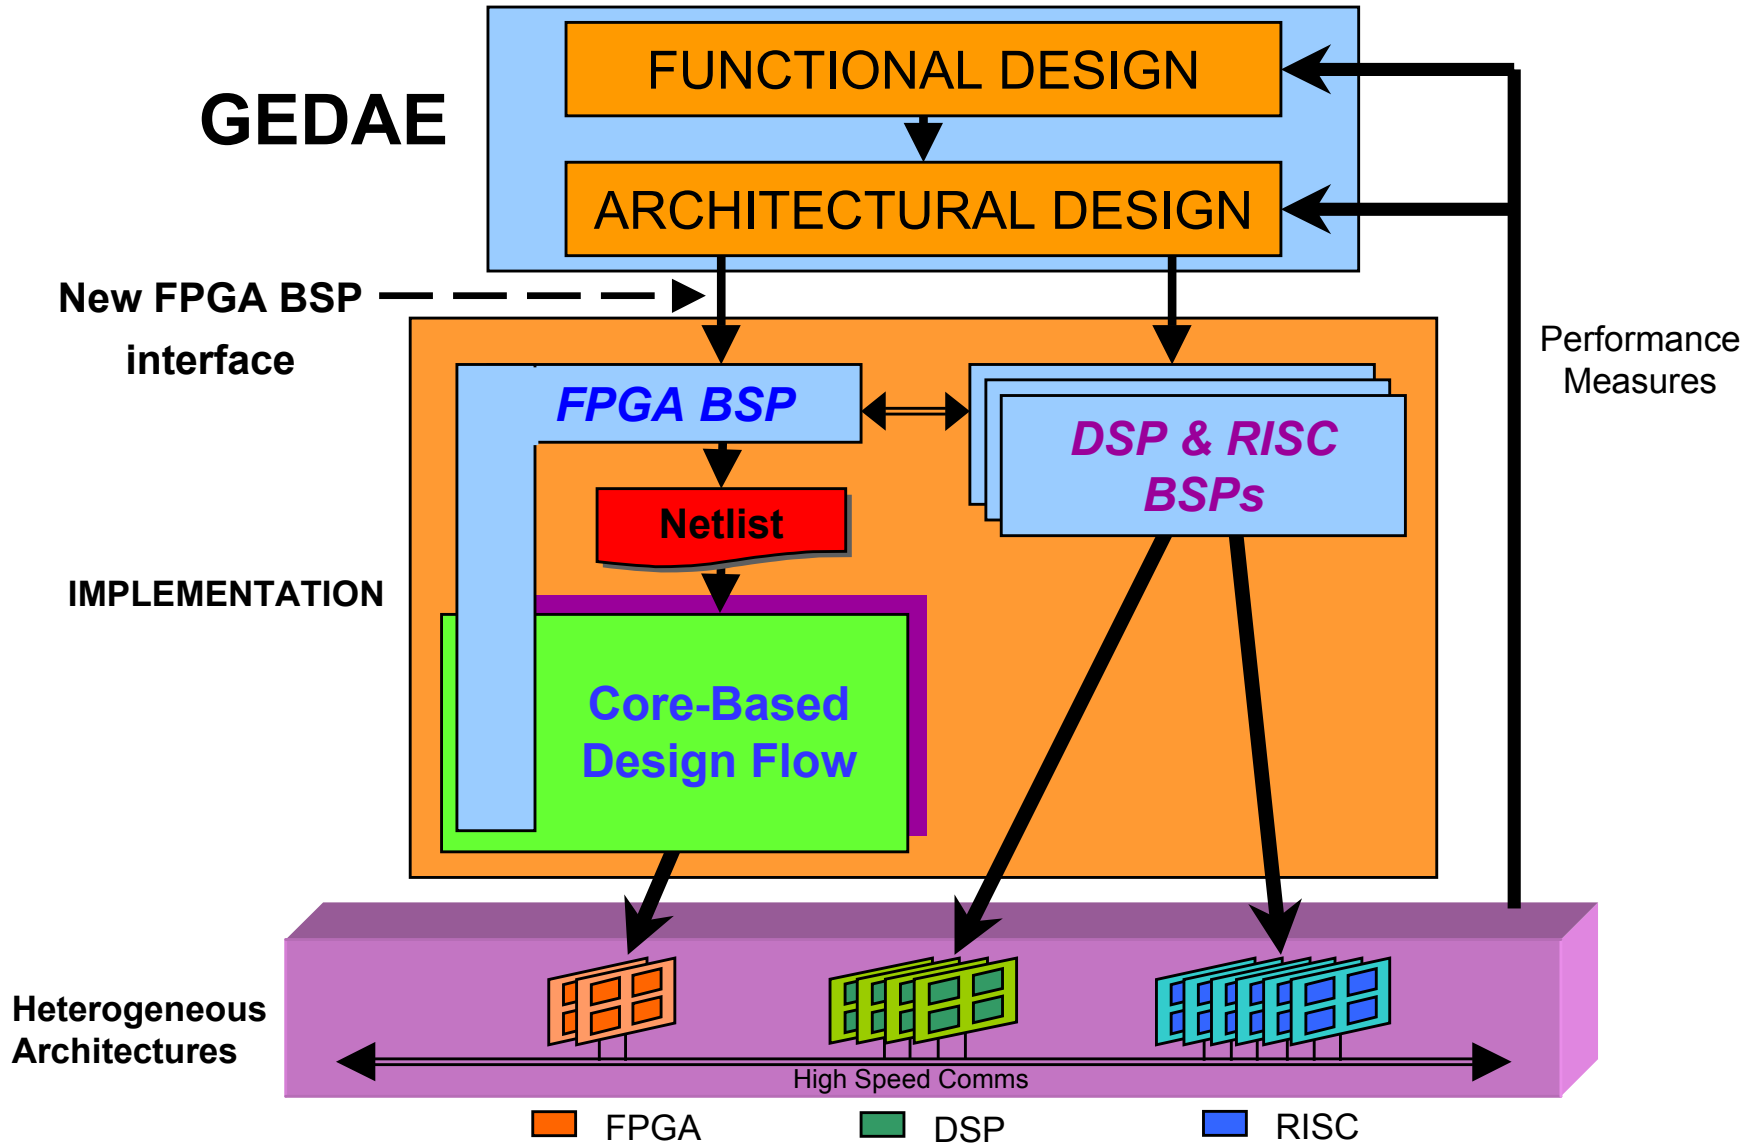 FUNCTIONAL DESIGN
GEDAE
ARCHITECTURAL DESIGN
New FPGA BSP
interface
Performance
Measures
FPGA BSP
DSP & RISC
BSPs
Netlist
IMPLEMENTATION
Core-Based
Design Flow
Heterogeneous
Architectures
High Speed Comms
FPGA
DSP
RISC